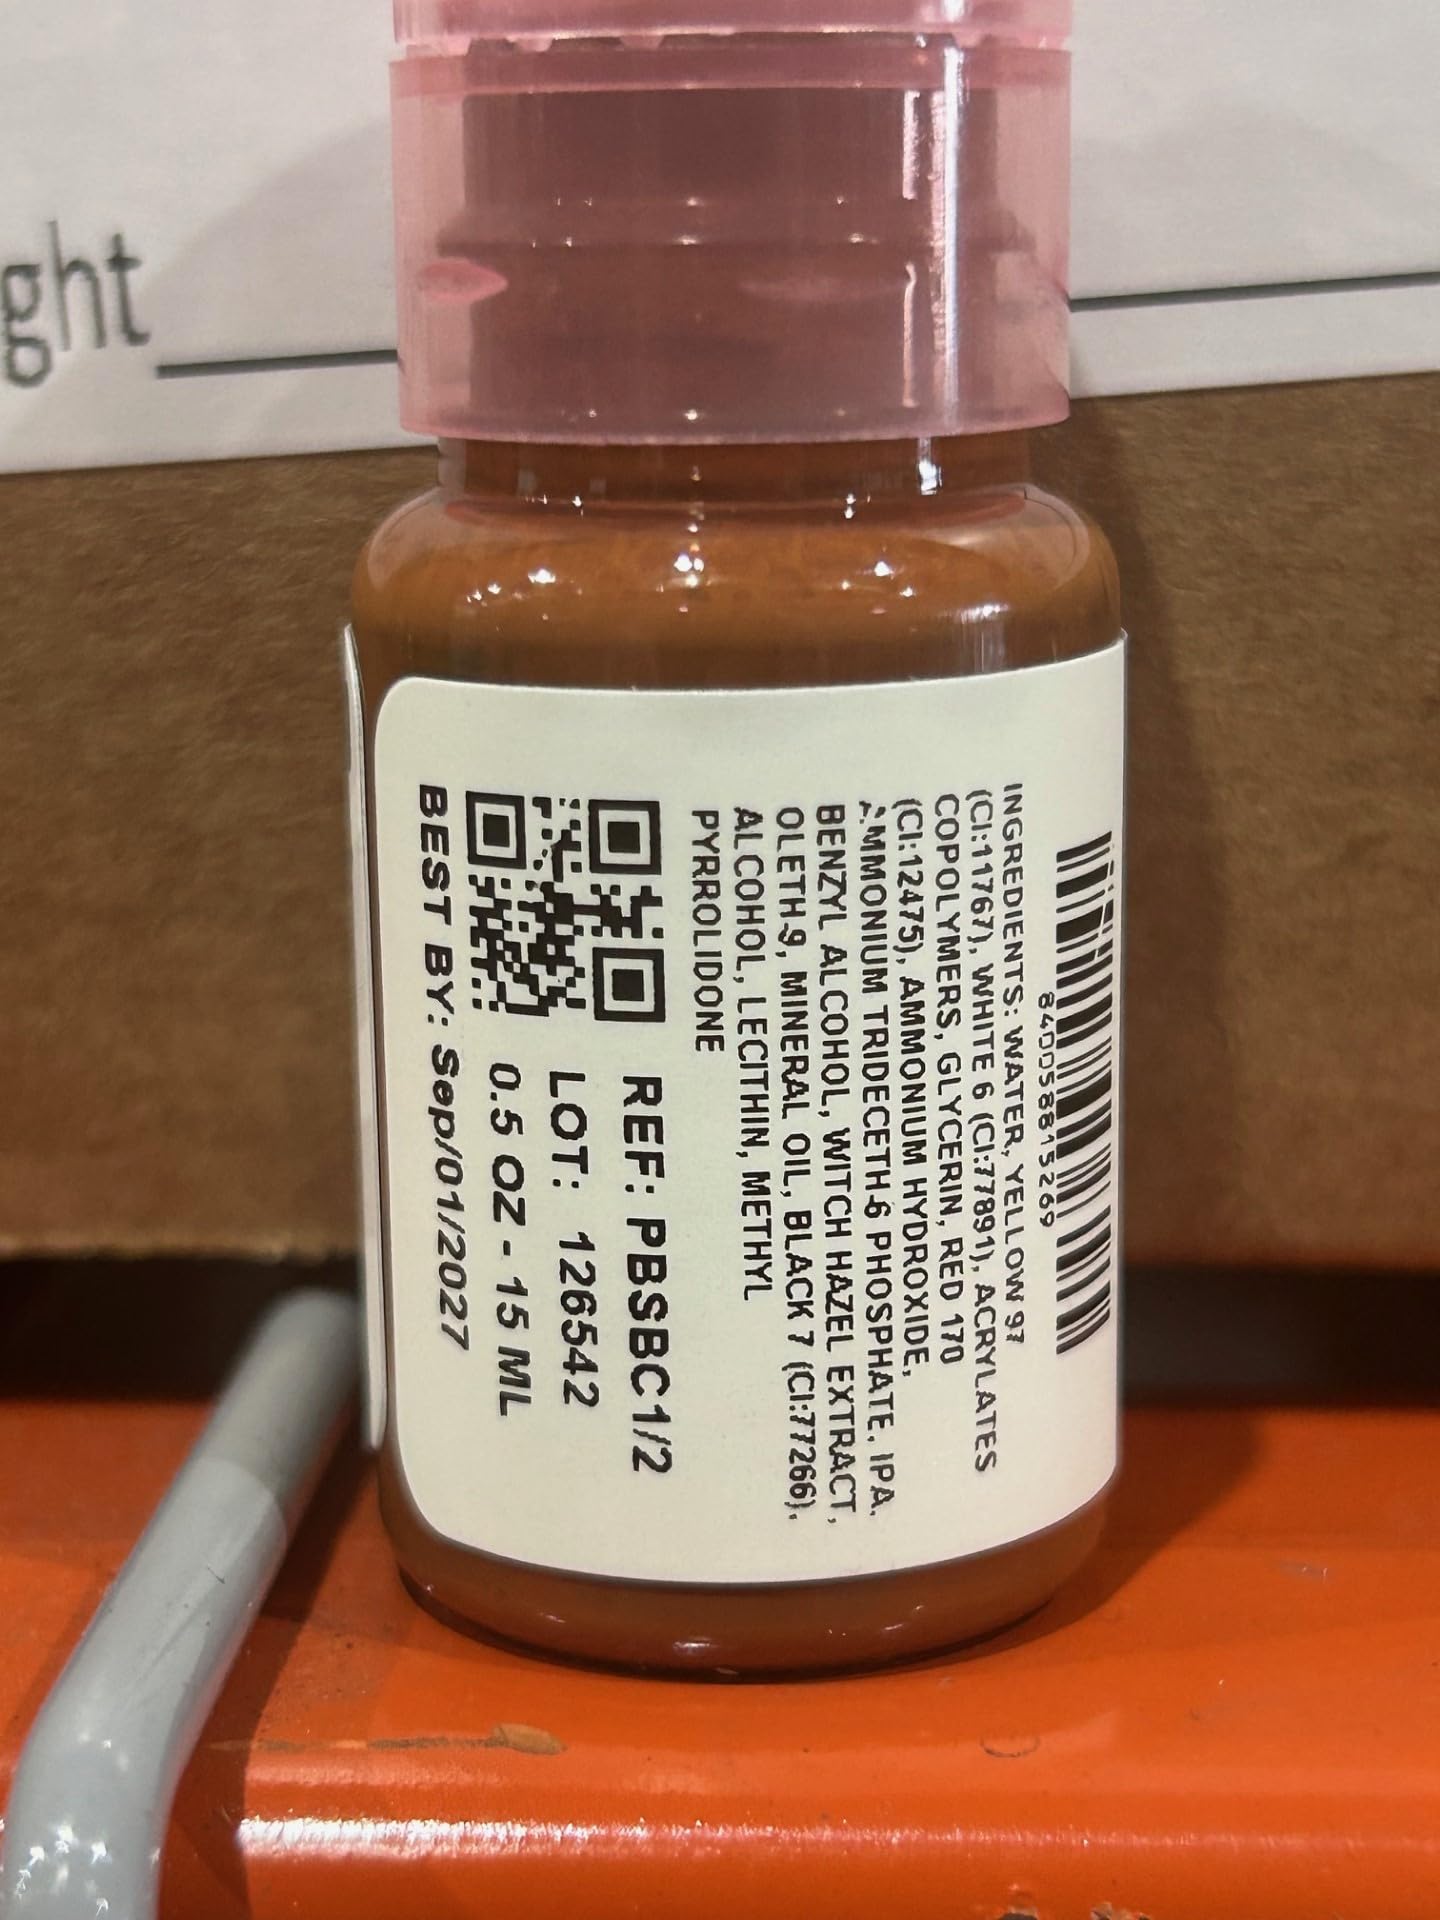 ght
840058815269
INGREDIENTS: WATER, YELLOW 97
(CI:11767), WHITE 6 (CI:77891), ACRYLATES
COPOLYMERS, GLYCERIN, RED 170
(CI:12475), AMMONIUM HYDROXIDE,
AMMONIUM TRIDECETH-6 PHOSPHATE, IPA,
BENZYL ALCOHOL, WITCH HAZEL EXTRACT,
OLETH-9, MINERAL OIL, BLACK 7 (CI:77266),
ALCOHOL, LECITHIN, METHYL
PYRROLIDONE
REF: PBSBC1/2
LOT: 126542
0.5 OZ - 15 ML
BEST BY: Sep/01/2027